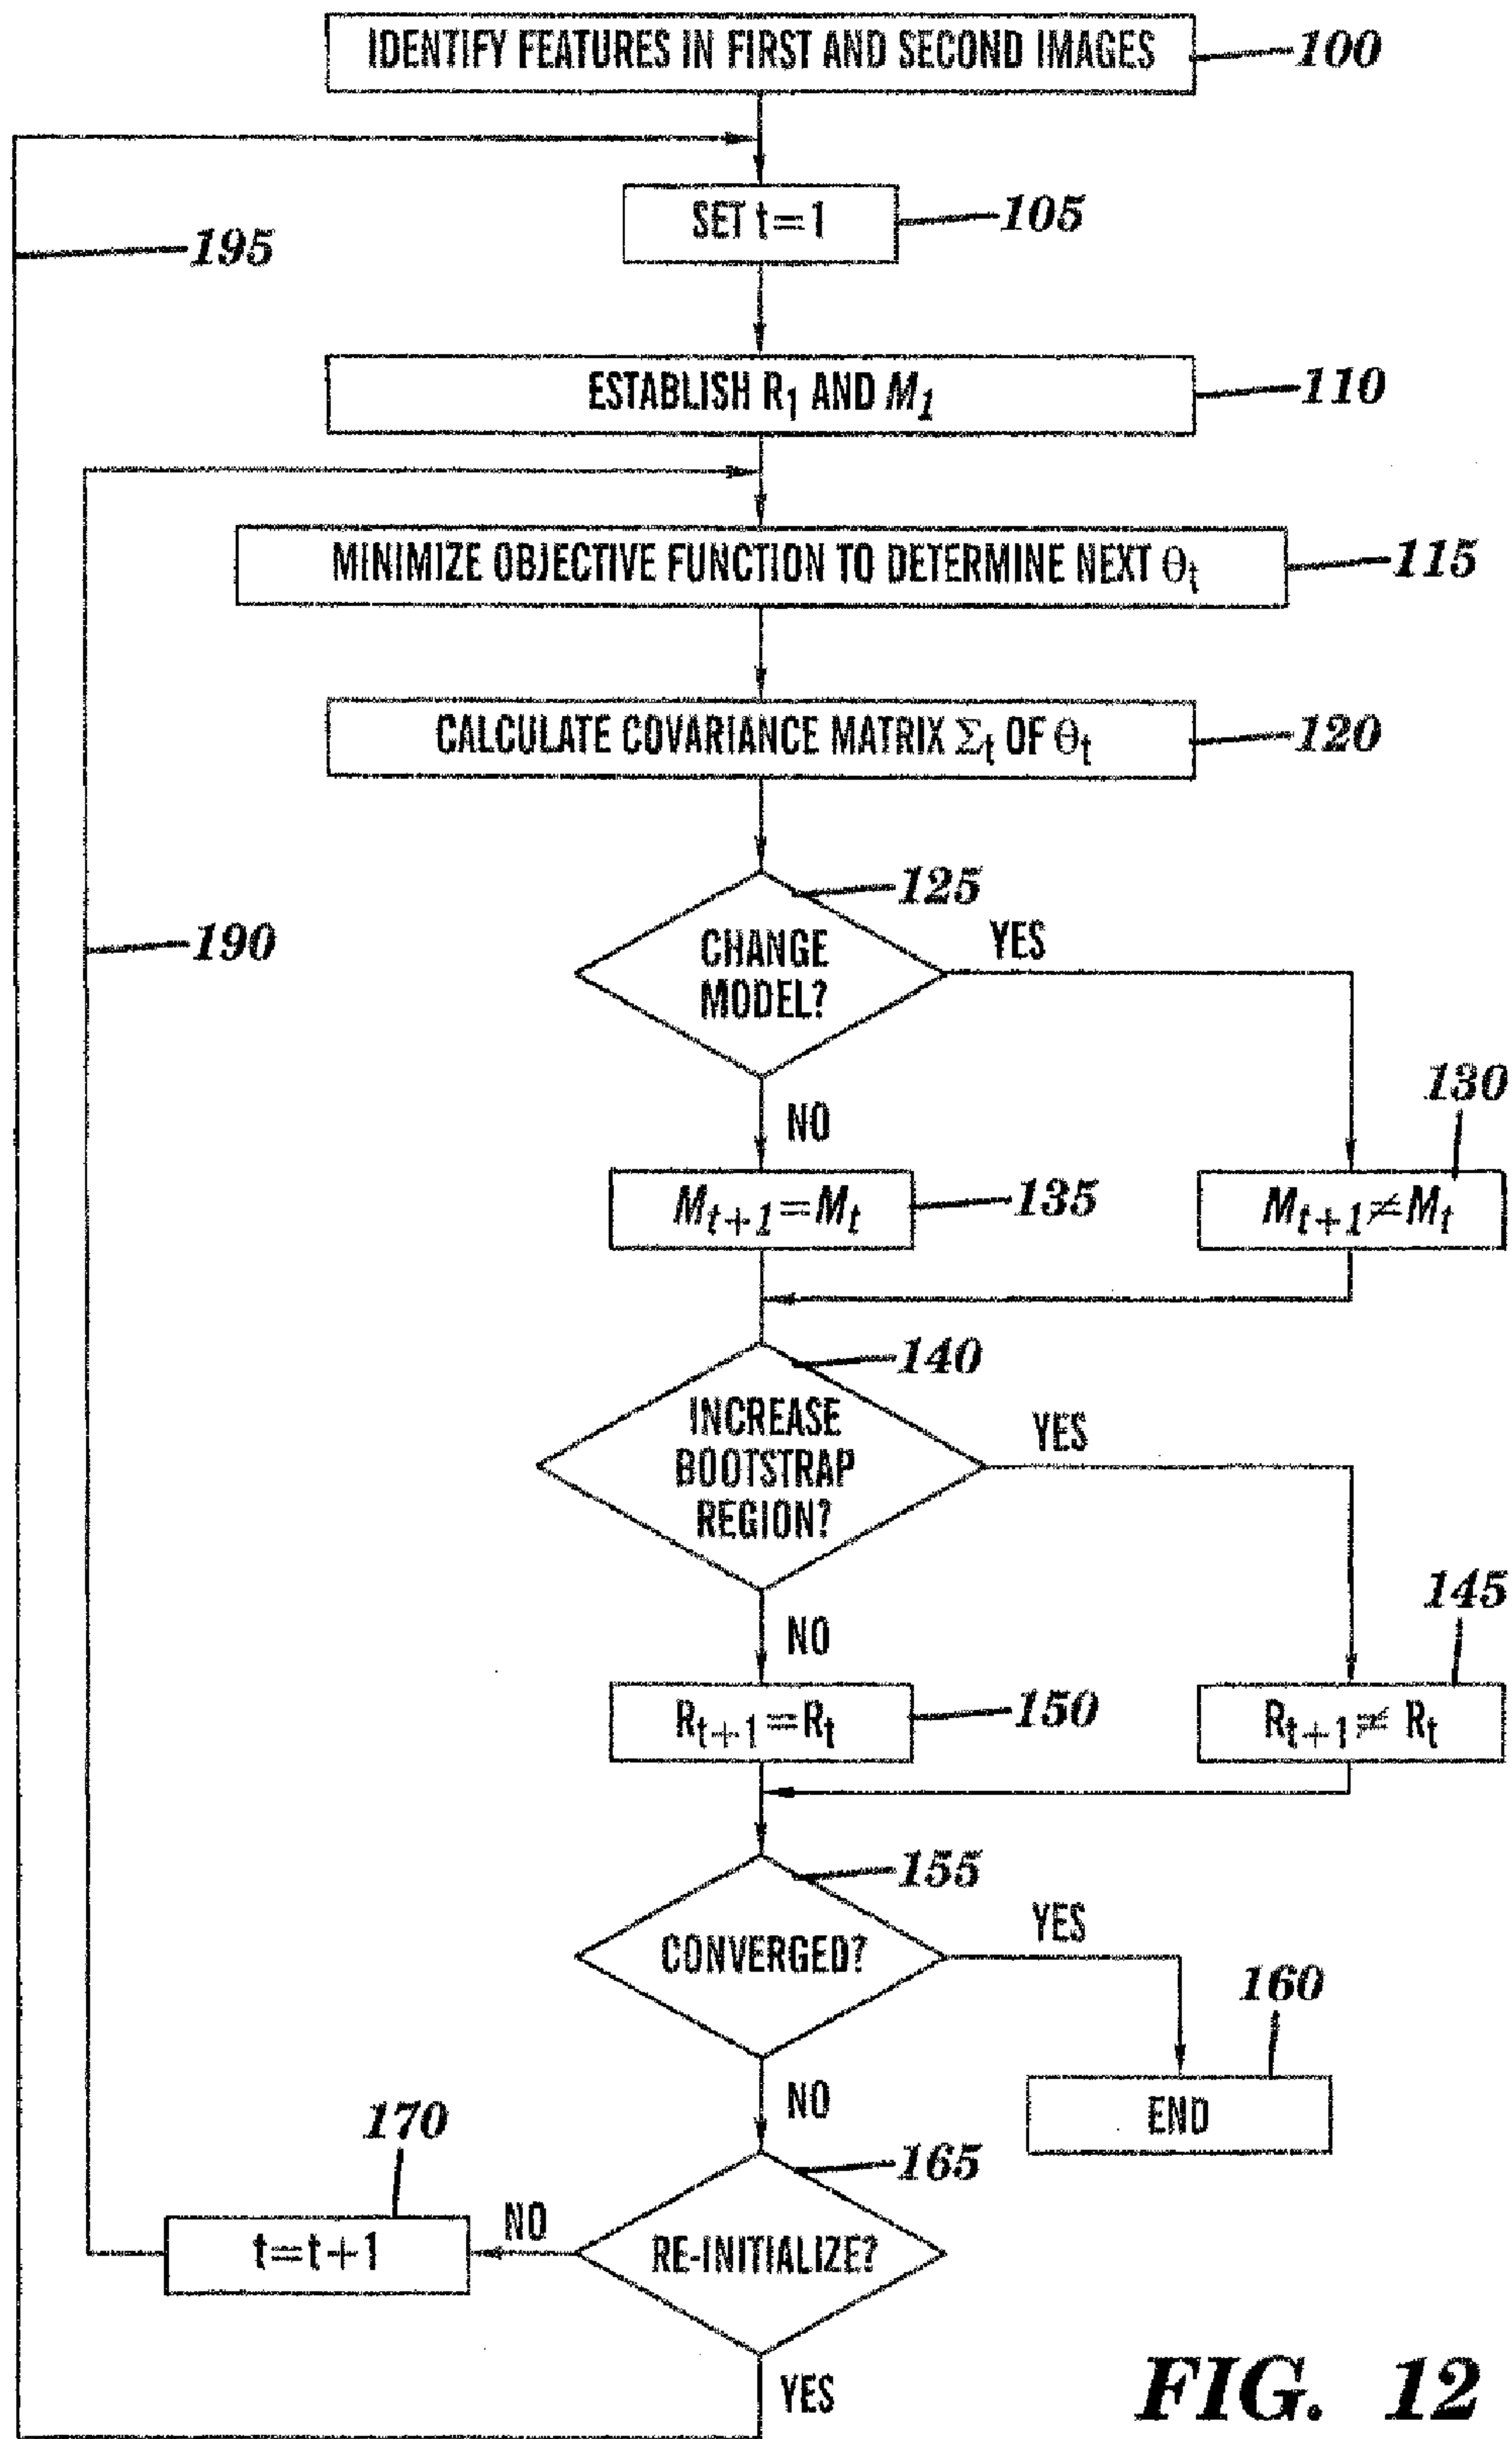 IDENTIFY FEATURES IN FIRST AND SECOND IMAGES
100
SET t=1
105
195
ESTABLISH R1 AND M1
110
MINIMIZE OBJECTIVE FUNCTION TO DETERMINE NEXT θt
115
CALCULATE COVARIANCE MATRIX Σt OF θt
120
125
CHANGE
MODEL?
YES
190
NO
130
Mt+1=Mt
135
Mt+1≠Mt
140
INCREASE
BOOTSTRAP
REGION?
YES
NO
145
Rt+1=Rt
150
Rt+1≠ Rt
155
CONVERGED?
YES
160
NO
END
170
165
t=t+1
NO
RE-INITIALIZE?
YES
FIG. 12